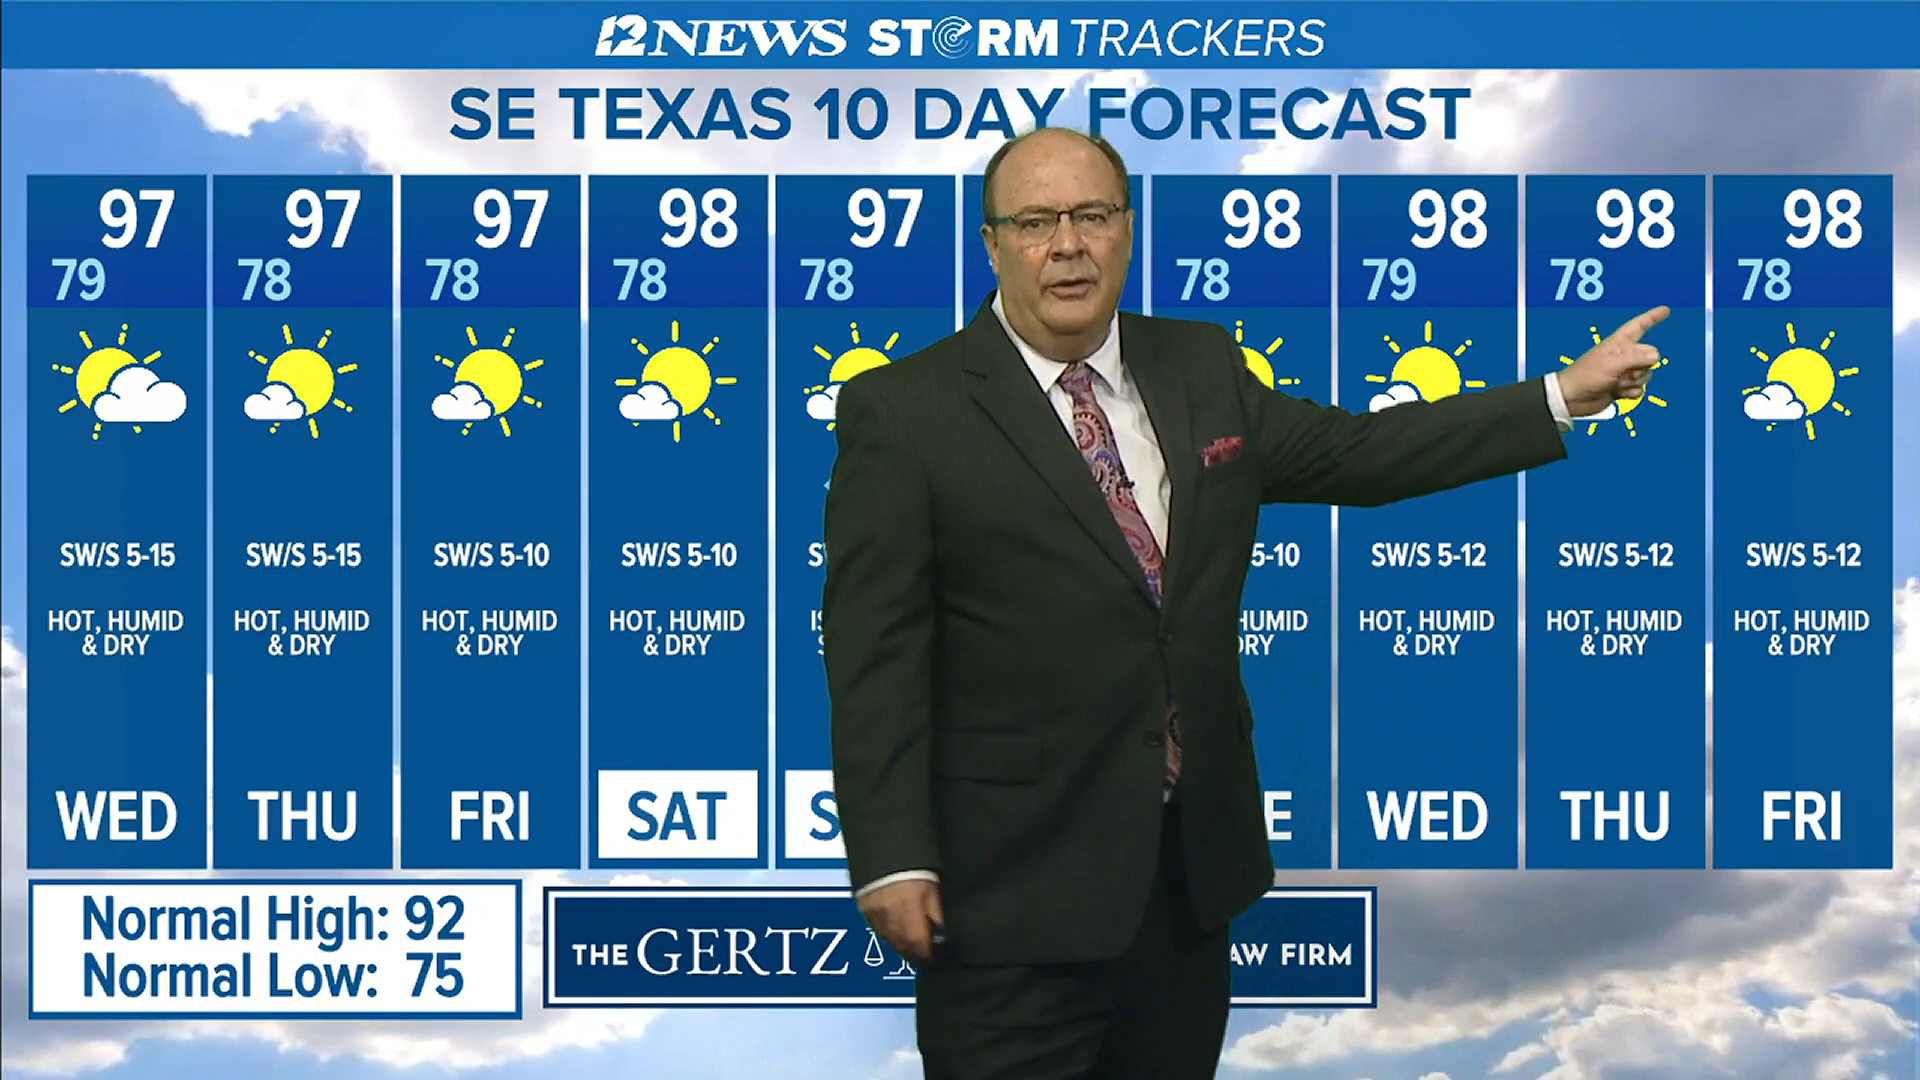 12NEWS STORM TRACKERS
SE TEXAS 10 DAY FORECAST
97 97 97 98 97 98 98 98 98
79 78 78 78 78 78 79 78 78
SW/S 5-15 SW/S 5-15 SW/S 5-10 SW/S 5-10 5-10 SW/S 5-12 SW/S 5-12 SW/S 5-12
HOT, HUMID HOT, HUMID HOT, HUMID HOT, HUMID HUMID HOT, HUMID HOT, HUMID HOT, HUMID
& DRY & DRY & DRY & DRY & DRY & DRY & DRY
WED THU FRI SAT S E WED THU FRI
Normal High: 92
Normal Low: 75
THE GERTZ AW FIRM